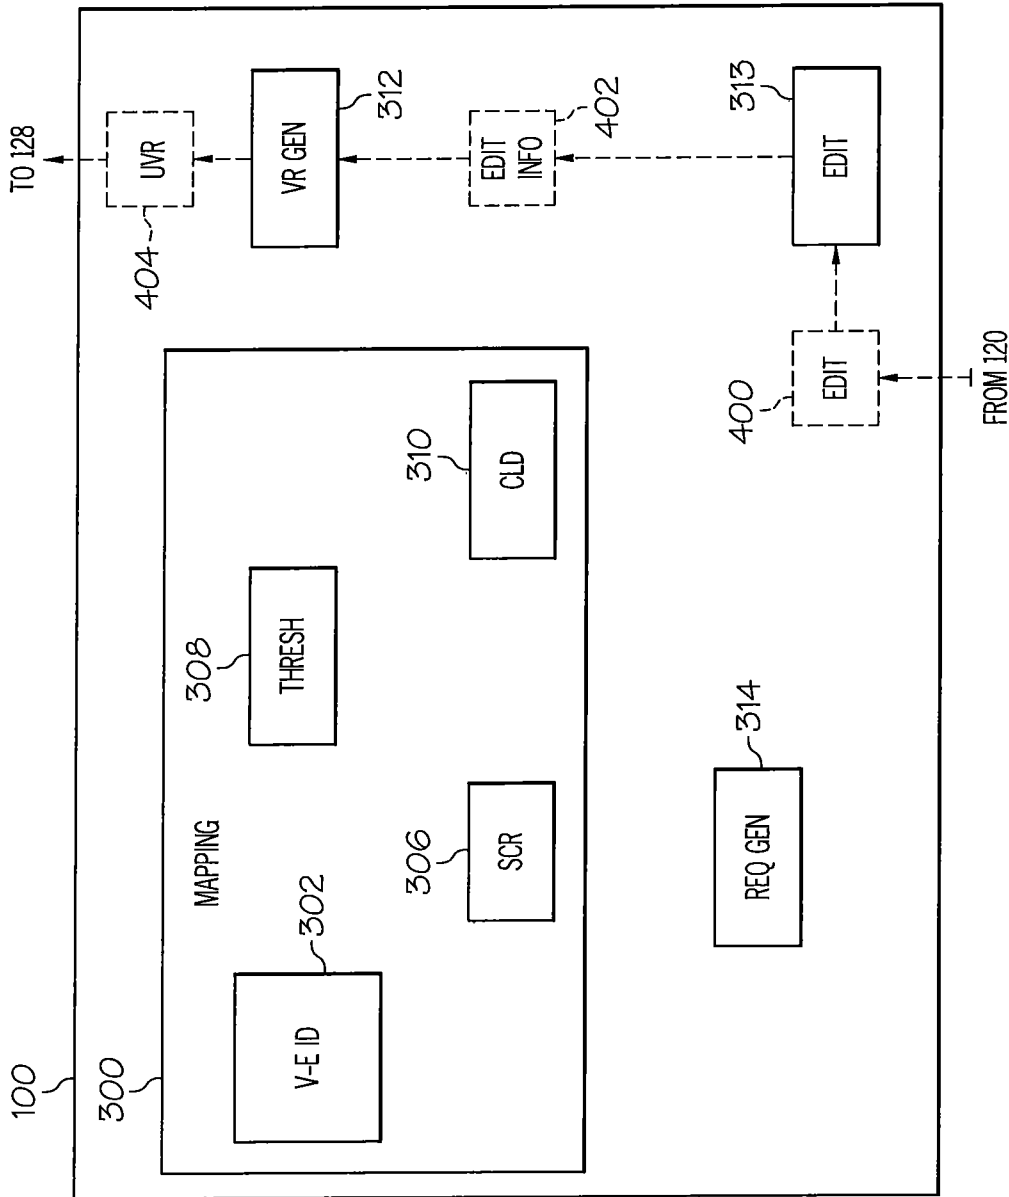 100
TO 128
300
404
UVR
MAPPING
308
V-E ID
302
THRESH
VR GEN
312
306
310
SCR
CLD
EDIT
INFO
402
REQ GEN
314
400
313
EDIT
EDIT
FROM 120